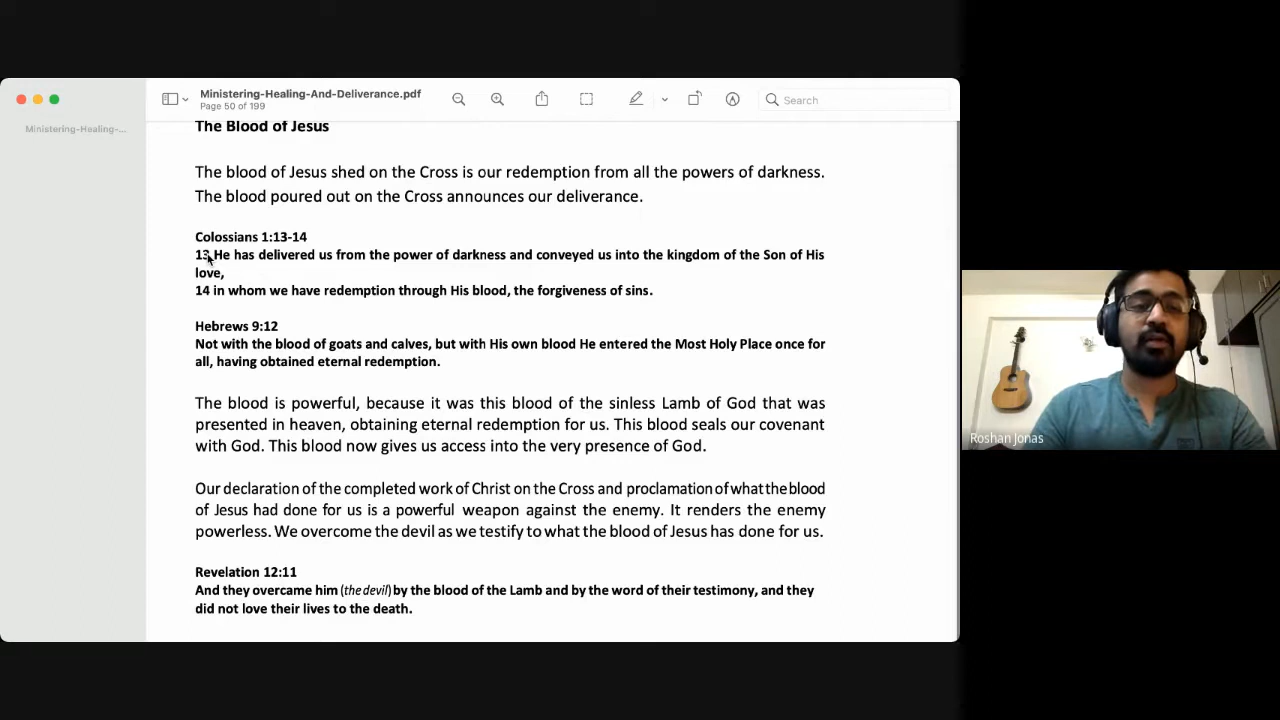 Ministering-Healing-And-Deliverance.pdf
Page 50 of 199
Search
Ministering-Healing-...
The Blood of Jesus
The blood of Jesus shed on the Cross is our redemption from all the powers of darkness.
The blood poured out on the Cross announces our deliverance.
Colossians 1:13-14
13 He has delivered us from the power of darkness and conveyed us into the kingdom of the Son of His
love,
14 in whom we have redemption through His blood, the forgiveness of sins.
Hebrews 9:12
Not with the blood of goats and calves, but with His own blood He entered the Most Holy Place once for
all, having obtained eternal redemption.
The blood is powerful, because it was this blood of the sinless Lamb of God that was
presented in heaven, obtaining eternal redemption for us. This blood seals our covenant
with God. This blood now gives us access into the very presence of God.
Our declaration of the completed work of Christ on the Cross and proclamation of what the blood
of Jesus had done for us is a powerful weapon against the enemy. It renders the enemy
powerless. We overcome the devil as we testify to what the blood of Jesus has done for us.
Revelation 12:11
And they overcame him (the devil) by the blood of the Lamb and by the word of their testimony, and they
did not love their lives to the death.
Roshan Jonas